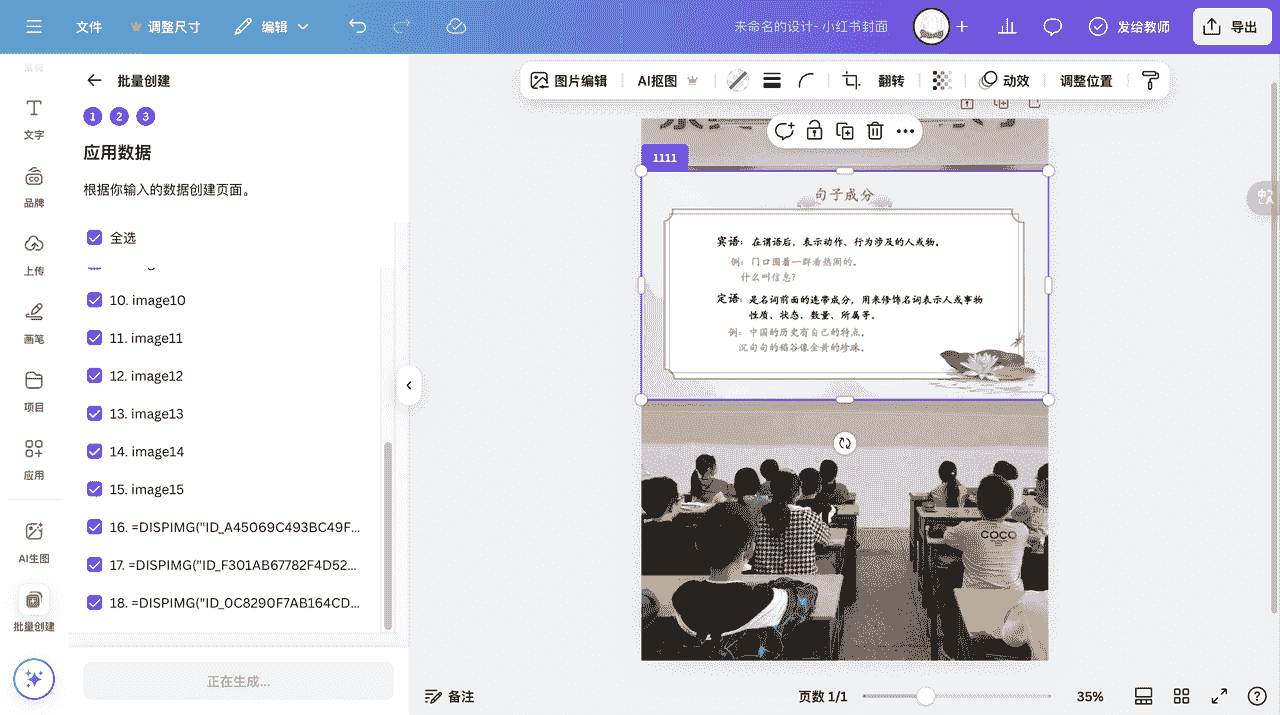 文件
调整尺寸
编辑
未命名的设计- 小红书封面
发给教师
导出
素材
文字
品牌
上传
画笔
项目
应用
AI生图
批量创建
批量创建
1
2
3
应用数据
根据你输入的数据创建页面。
全选
10. image10
11. image11
12. image12
13. image13
14. image14
15. image15
16. =DISPIMG("ID_A45069C493BC49F...
17. =DISPIMG("ID_F301AB67782F4D52...
18. =DISPIMG("ID_0C8290F7AB164CD...
正在生成...
图片编辑
AI抠图
翻转
动效
调整位置
1111
句子成分
宾语：在谓语后，表示动作、行为涉及的人或物。
例：门口围着一群看热闹的。
什么叫信息？
定语：是名词前面的连带成分，用来修饰名词表示人或事物
性质、状态、数量、所属等。
例：中国的历史有自己的特点。
沉甸甸的稻谷像金黄的珍珠。
COCO
备注
页数 1/1
35%